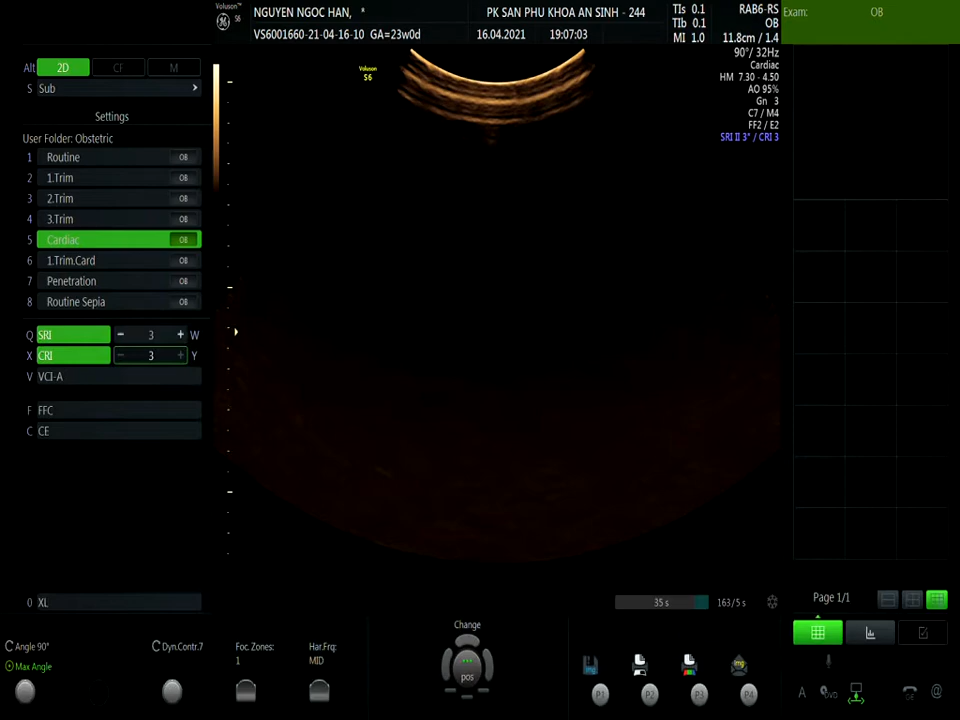 Voluson™
S6
NGUYEN NGOC HAN, *
PK SAN PHU KHOA AN SINH - 244
VS6001660-21-04-16-10 GA=23w0d
16.04.2021
19:07:03
TIs 0.1
TIb 0.1
MI 1.0
RAB6-RS
OB
11.8cm / 1.4
90°/ 32Hz
Cardiac
HM 7.30 - 4.50
AO 95%
Gn 3
C7 / M4
FF2 / E2
SRI II 3° / CRI 3
Voluson
S6
Exam: OB
Alt 2D CF M
S Sub >
Settings
User Folder: Obstetric
1 Routine OB
2 1.Trim OB
3 2.Trim OB
4 3.Trim OB
5 Cardiac OB
6 1.Trim.Card OB
7 Penetration OB
8 Routine Sepia OB
Q SRI - 3 + W
X CRI - 3 + Y
V VCI-A
F FFC
C CE
0 XL
35 s
163/5 s
Page 1/1
Angle 90°
Max Angle
Dyn.Contr.7
Foc. Zones:
1
Har.Frq:
MID
Change
pos
img
P1
P2
P3
P4
A
DVD
@